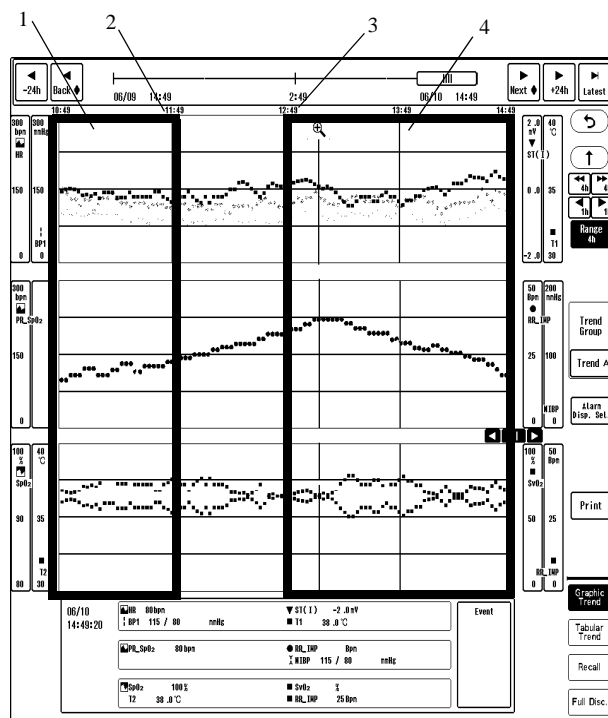 1 2 3 4
-24h Back Next +24h Latest
06/09 14:49 2:49 06/10 14:49
10:49 11:49 12:49 13:49 14:49
300 300 2.0 40
bpm mmHg mV ℃
HR ST(I)
150 150 0.0 35
BP1 T1
0 0 -2.0 30
4h 4
1h 1
Range
4h
300 50 200
bpm Bpm mmHg
PR_SpO₂ RR_IMP
150 25 100
NIBP
0 0 0
Trend
Group
Trend A
Alarm
Disp. Sel.
100 40 100 50
% ℃ % Bpm
SpO₂ SvO₂
90 35 50 25
T2 RR_IMP
80 30 0 0
Print
Graphic
Trend
Tabular
Trend
Recall
Full Disc.
06/10
14:49:20
HR 80bpm ST(I) -2.0mV
BP1 115 / 80 mmHg T1 38.0℃
PR_SpO₂ 80bpm RR_IMP Bpm
NIBP 115 / 80 mmHg
SpO₂ 100% SvO₂ %
T2 38.0℃ RR_IMP 25Bpm
Event